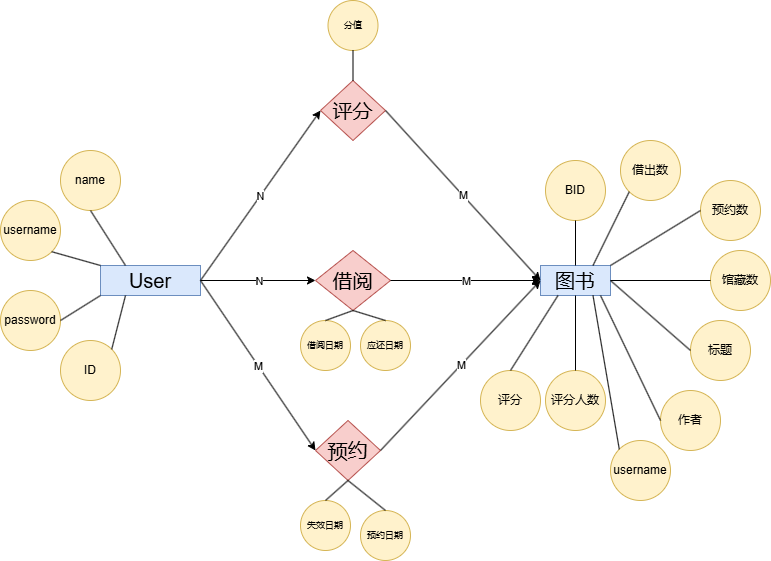 分值
评分
name
username
password
ID
User
N
M
N
借阅
M
借阅日期
应还日期
M
M
预约
失效日期
预约日期
图书
BID
借出数
预约数
馆藏数
标题
作者
username
评分人数
评分